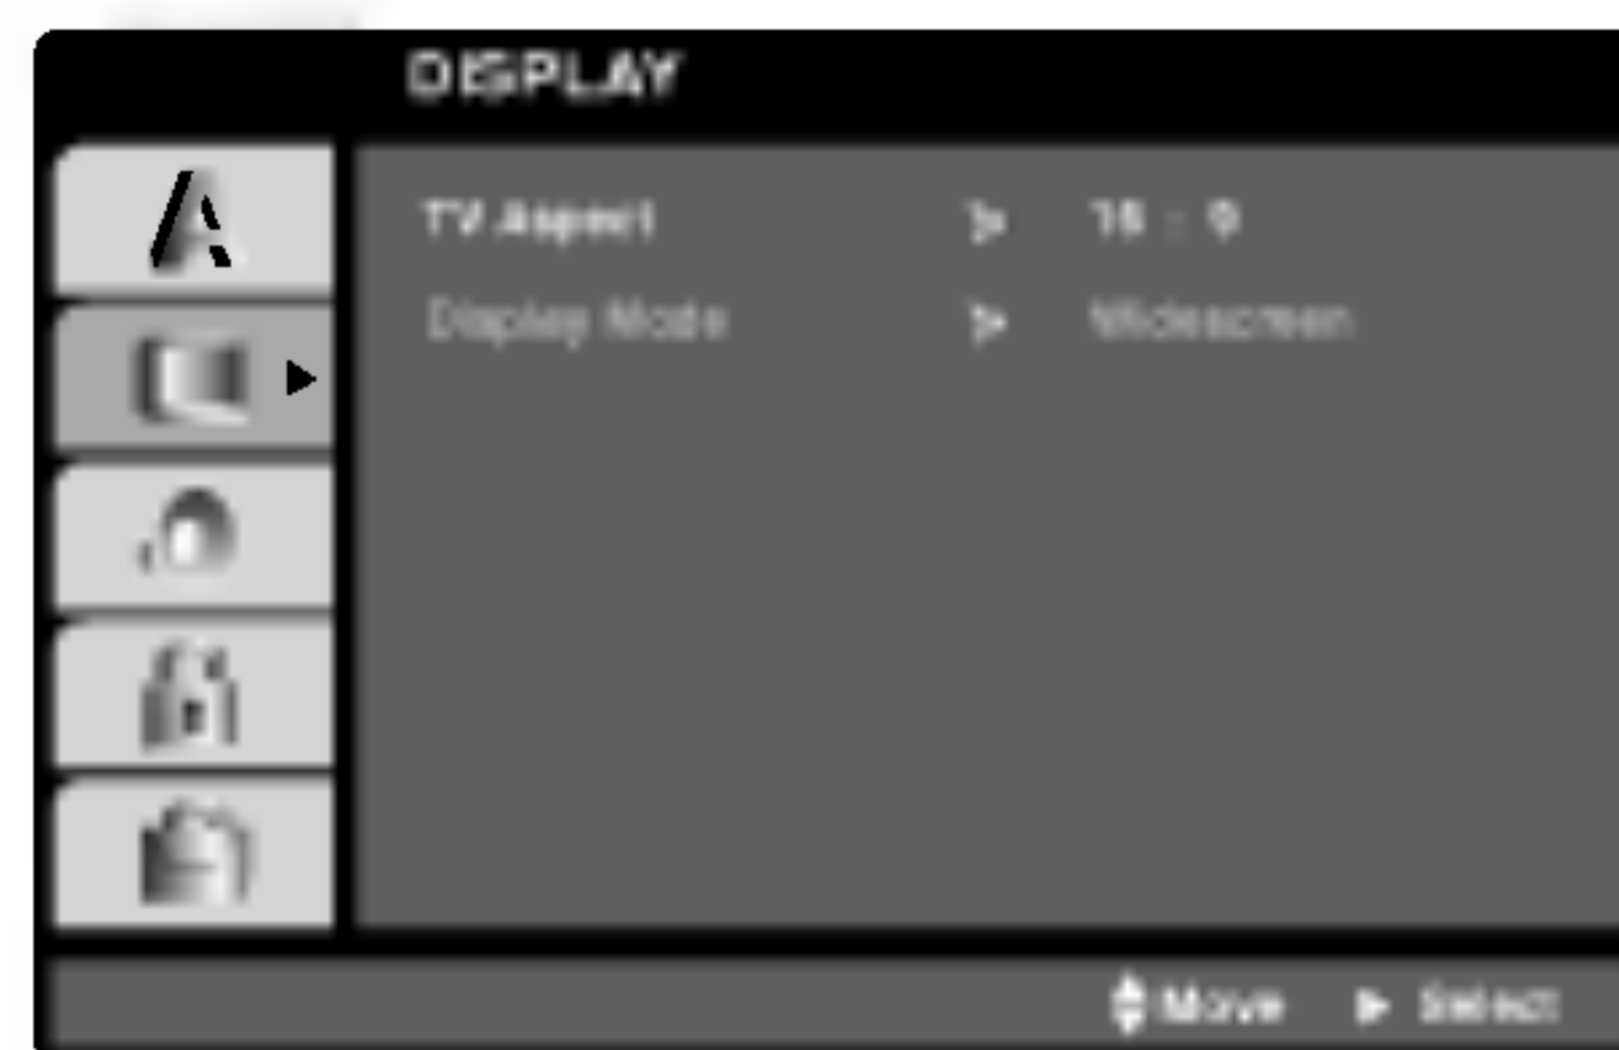 DISPLAY
A
TV Aspect > 16 : 9
Display Mode > Widescreen
Move ► Select